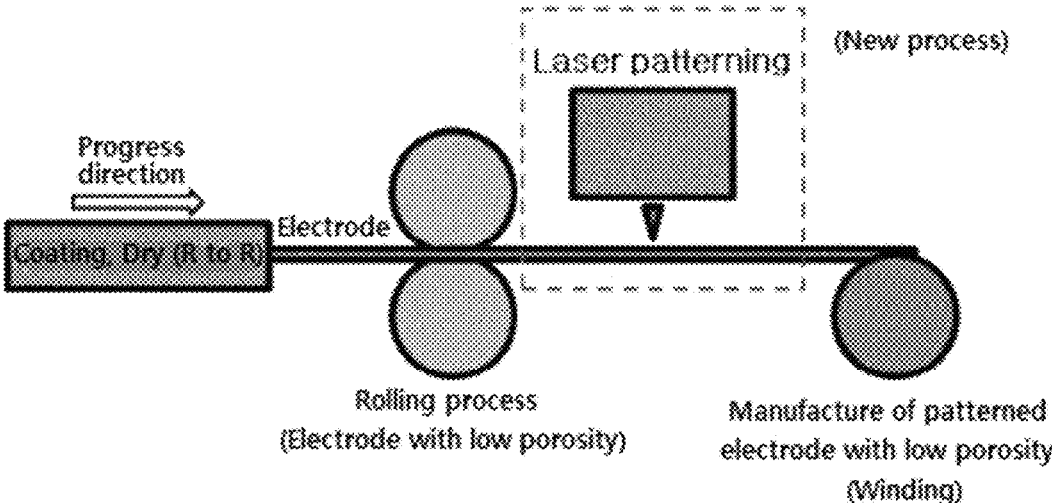 (New process)
Laser patterning
Progress
direction
Electrode
Coating, Dry (R to R)
Rolling process
(Electrode with low porosity)
Manufacture of patterned
electrode with low porosity
(Winding)